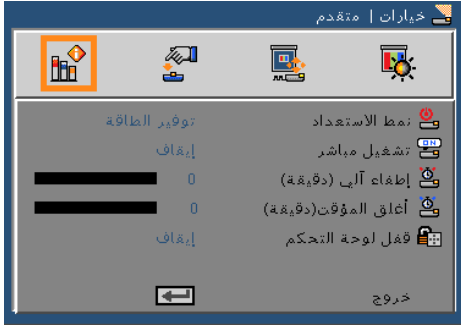 خيارات | متقدم
نمط الاستعداد توفير الطاقة
تشغيل مباشر إيقاف
إطفاء آلي (دقيقة) 0
أغلق المؤقت(دقيقة) 0
قفل لوحة التحكم إيقاف
خروج